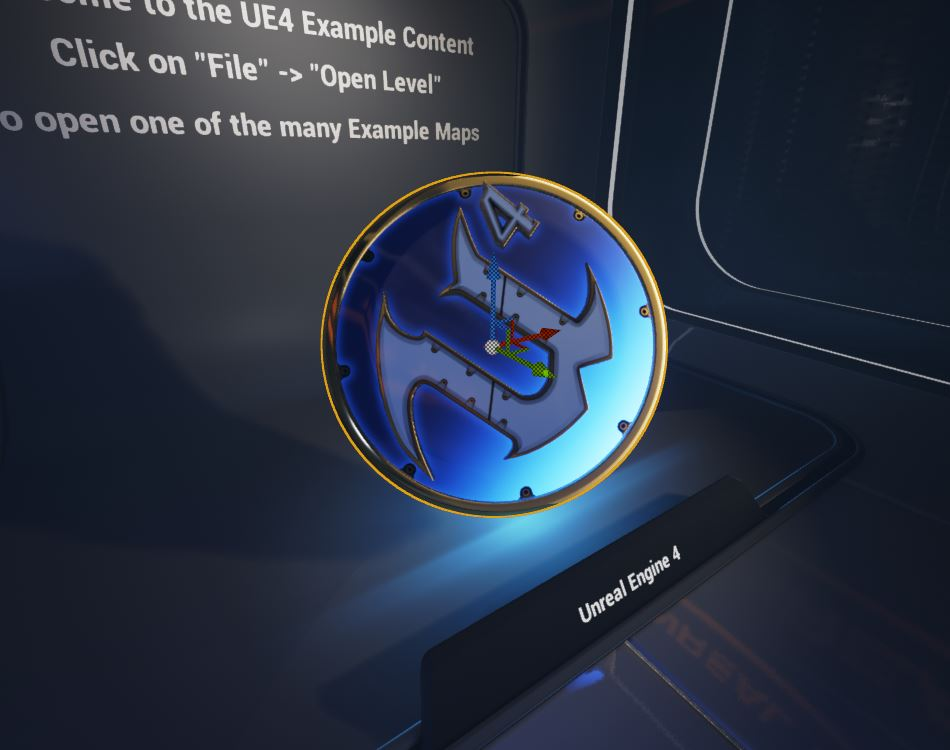 to the UE4 Example Content
Click on "File" -> "Open Level"
open one of the many Example Maps
4
Unreal Engine 4